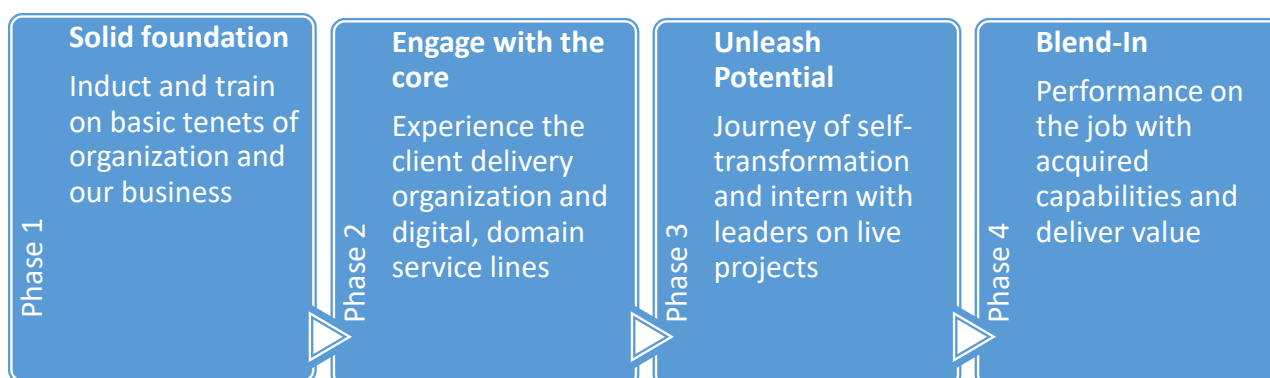 Phase 1
Solid foundation
Induct and train
on basic tenets of
organization and
our business
Phase 2
Engage with the
core
Experience the
client delivery
organization and
digital, domain
service lines
Phase 3
Unleash
Potential
Journey of self-
transformation
and intern with
leaders on live
projects
Phase 4
Blend-In
Performance on
the job with
acquired
capabilities and
deliver value